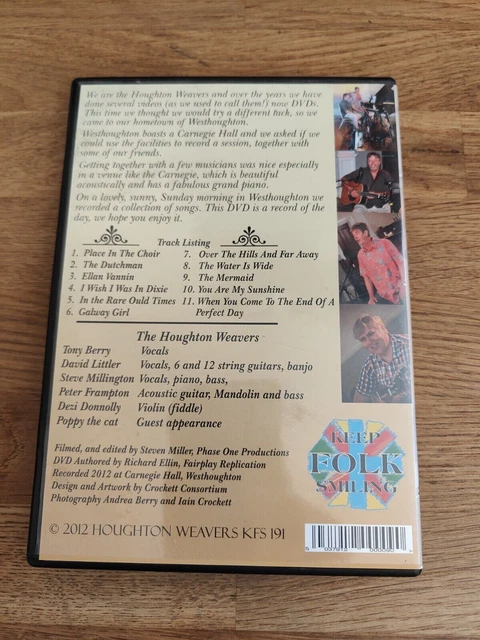 We are the Houghton Weavers and over the years we have
done several videos (as we used to call them!) now DVDs.
This time we thought we would try a different tack, so we
came to our hometown of Westhoughton.
Westhoughton boasts a Carnegie Hall and we asked if we
could use the facilities to record a session, together with
some of our friends.
Getting together with a few musicians was nice especially
in a venue like the Carnegie, which is beautiful
acoustically and has a fabulous grand piano.
On a lovely, sunny, Sunday morning in Westhoughton we
recorded a collection of songs. This DVD is a record of the
day, we hope you enjoy it.
Track Listing
1. Place In The Choir
2. The Dutchman
3. Ellan Vannin
4. I Wish I Was In Dixie
5. In the Rare Ould Times
6. Galway Girl
7. Over The Hills And Far Away
8. The Water Is Wide
9. The Mermaid
10. You Are My Sunshine
11. When You Come To The End Of A
Perfect Day
The Houghton Weavers
Tony Berry Vocals
David Littler Vocals, 6 and 12 string guitars, banjo
Steve Millington Vocals, piano, bass,
Peter Frampton Acoustic guitar, Mandolin and bass
Dezi Donnolly Violin (fiddle)
Poppy the cat Guest appearance
Filmed, and edited by Steven Miller, Phase One Productions
DVD Authored by Richard Ellin, Fairplay Replication
Recorded 2012 at Carnegie Hall, Westhoughton
Design and Artwork by Crockett Consortium
Photography Andrea Berry and Iain Crockett
KEEP
FOLK
SMILING
© 2012 HOUGHTON WEAVERS KFS 191